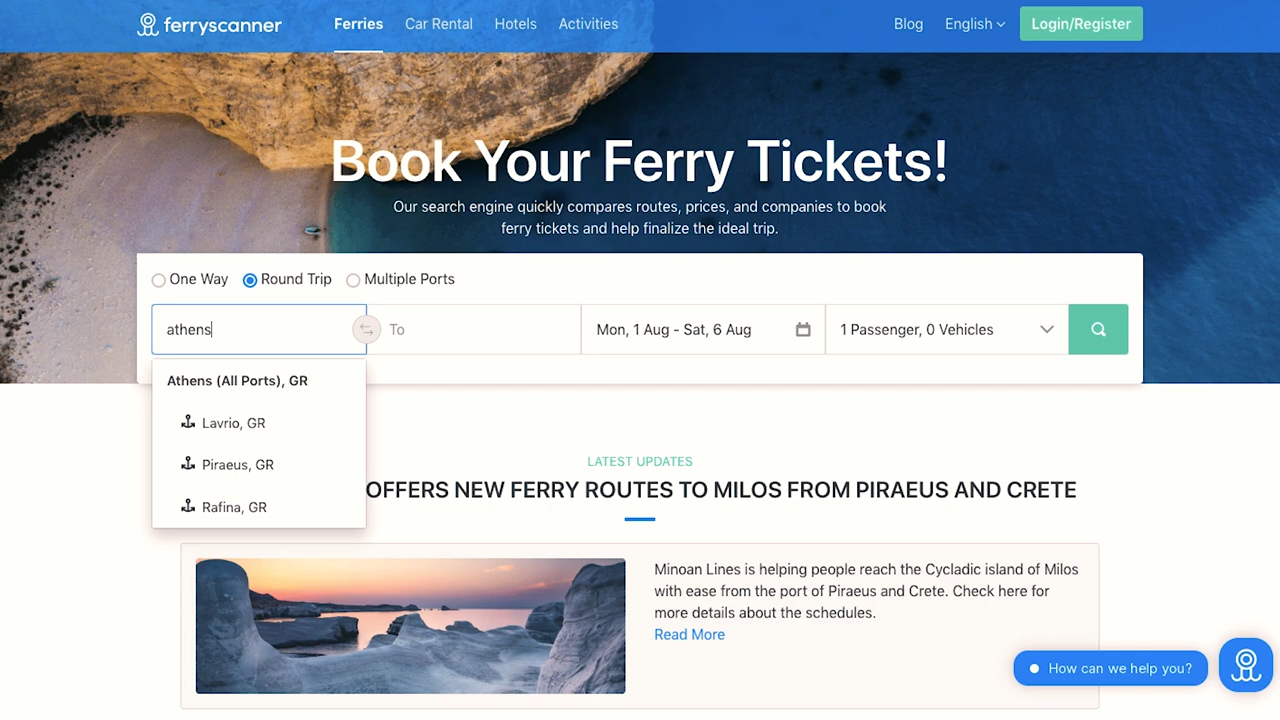 ferryscanner Ferries Car Rental Hotels Activities Blog English Login/Register
Book Your Ferry Tickets!
Our search engine quickly compares routes, prices, and companies to book
ferry tickets and help finalize the ideal trip.
One Way Round Trip Multiple Ports
athens To Mon, 1 Aug - Sat, 6 Aug 1 Passenger, 0 Vehicles
Athens (All Ports), GR
Lavrio, GR
Piraeus, GR
Rafina, GR
LATEST UPDATES
OFFERS NEW FERRY ROUTES TO MILOS FROM PIRAEUS AND CRETE
Minoan Lines is helping people reach the Cycladic island of Milos
with ease from the port of Piraeus and Crete. Check here for
more details about the schedules.
Read More
How can we help you?